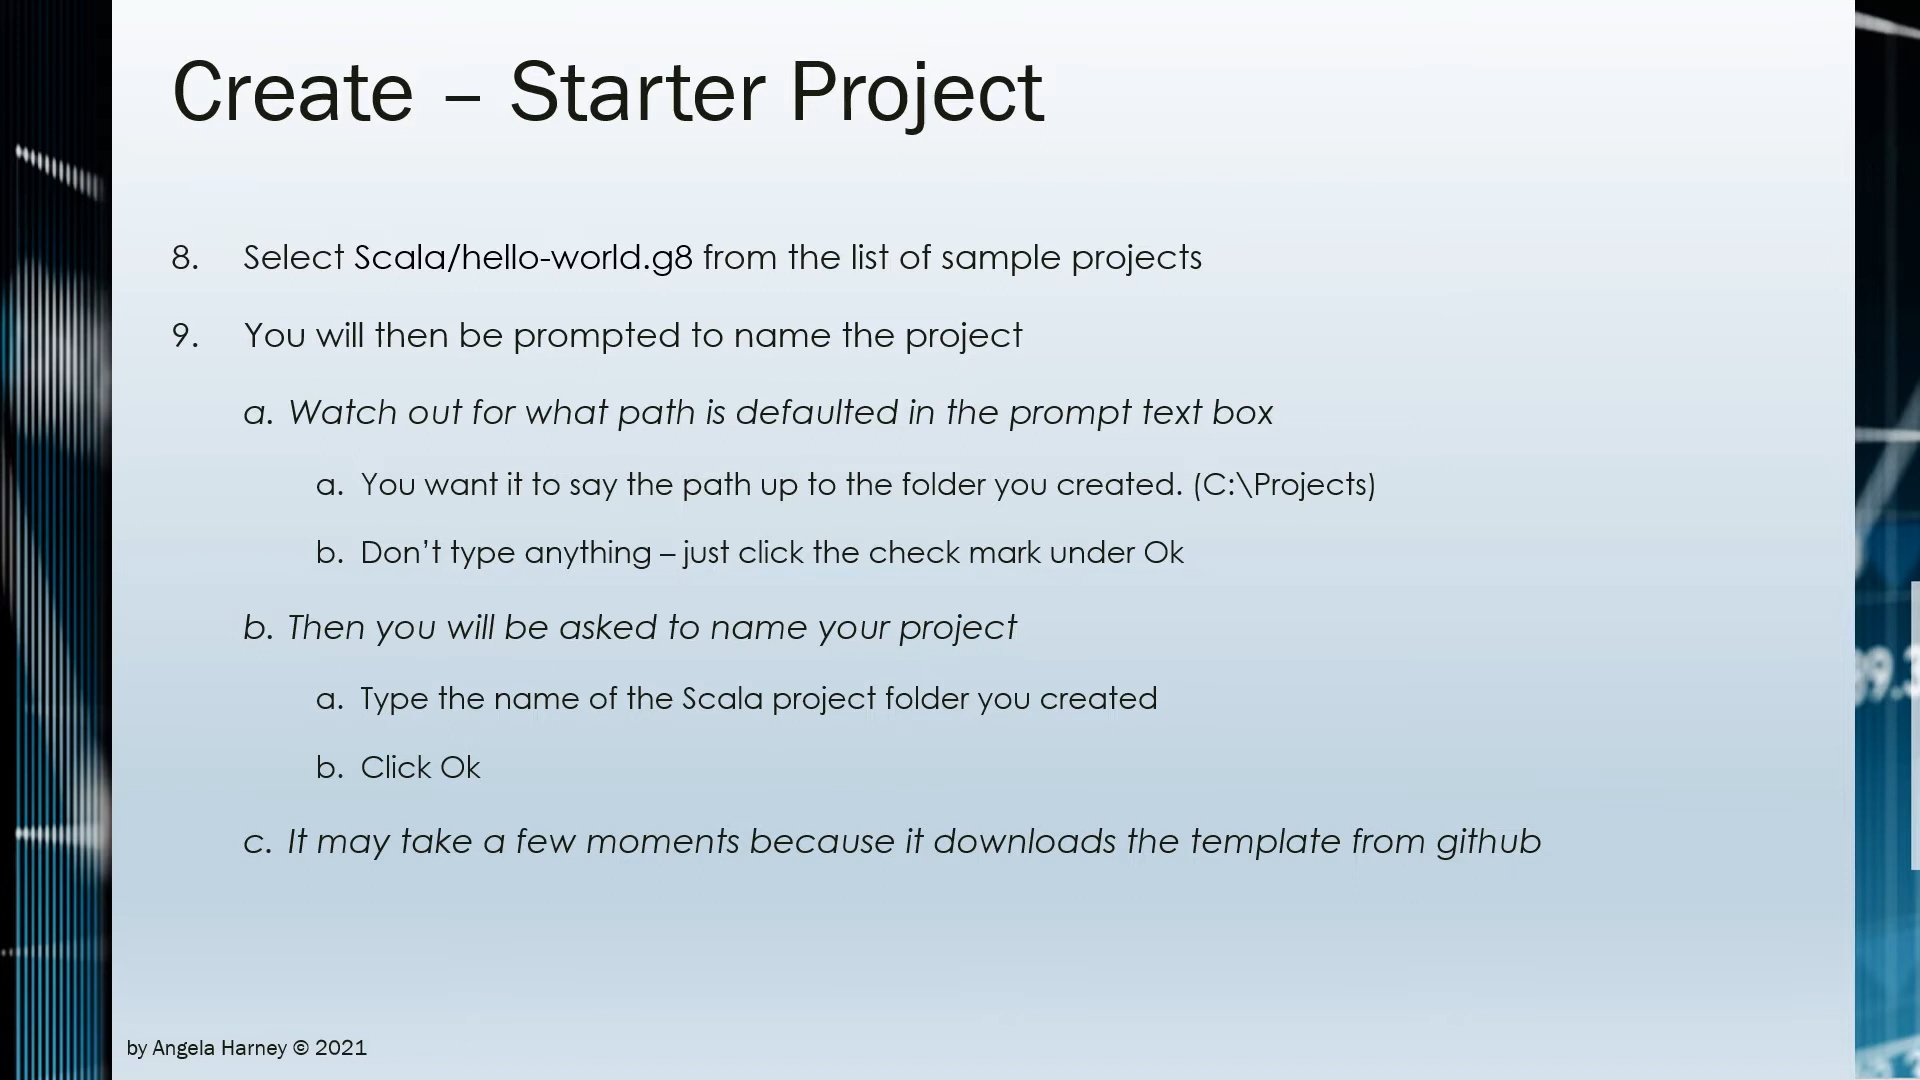 Create – Starter Project
8. Select Scala/hello-world.g8 from the list of sample projects
9. You will then be prompted to name the project
a. Watch out for what path is defaulted in the prompt text box
a. You want it to say the path up to the folder you created. (C:\Projects)
b. Don’t type anything – just click the check mark under Ok
b. Then you will be asked to name your project
a. Type the name of the Scala project folder you created
b. Click Ok
c. It may take a few moments because it downloads the template from github
by Angela Harney © 2021